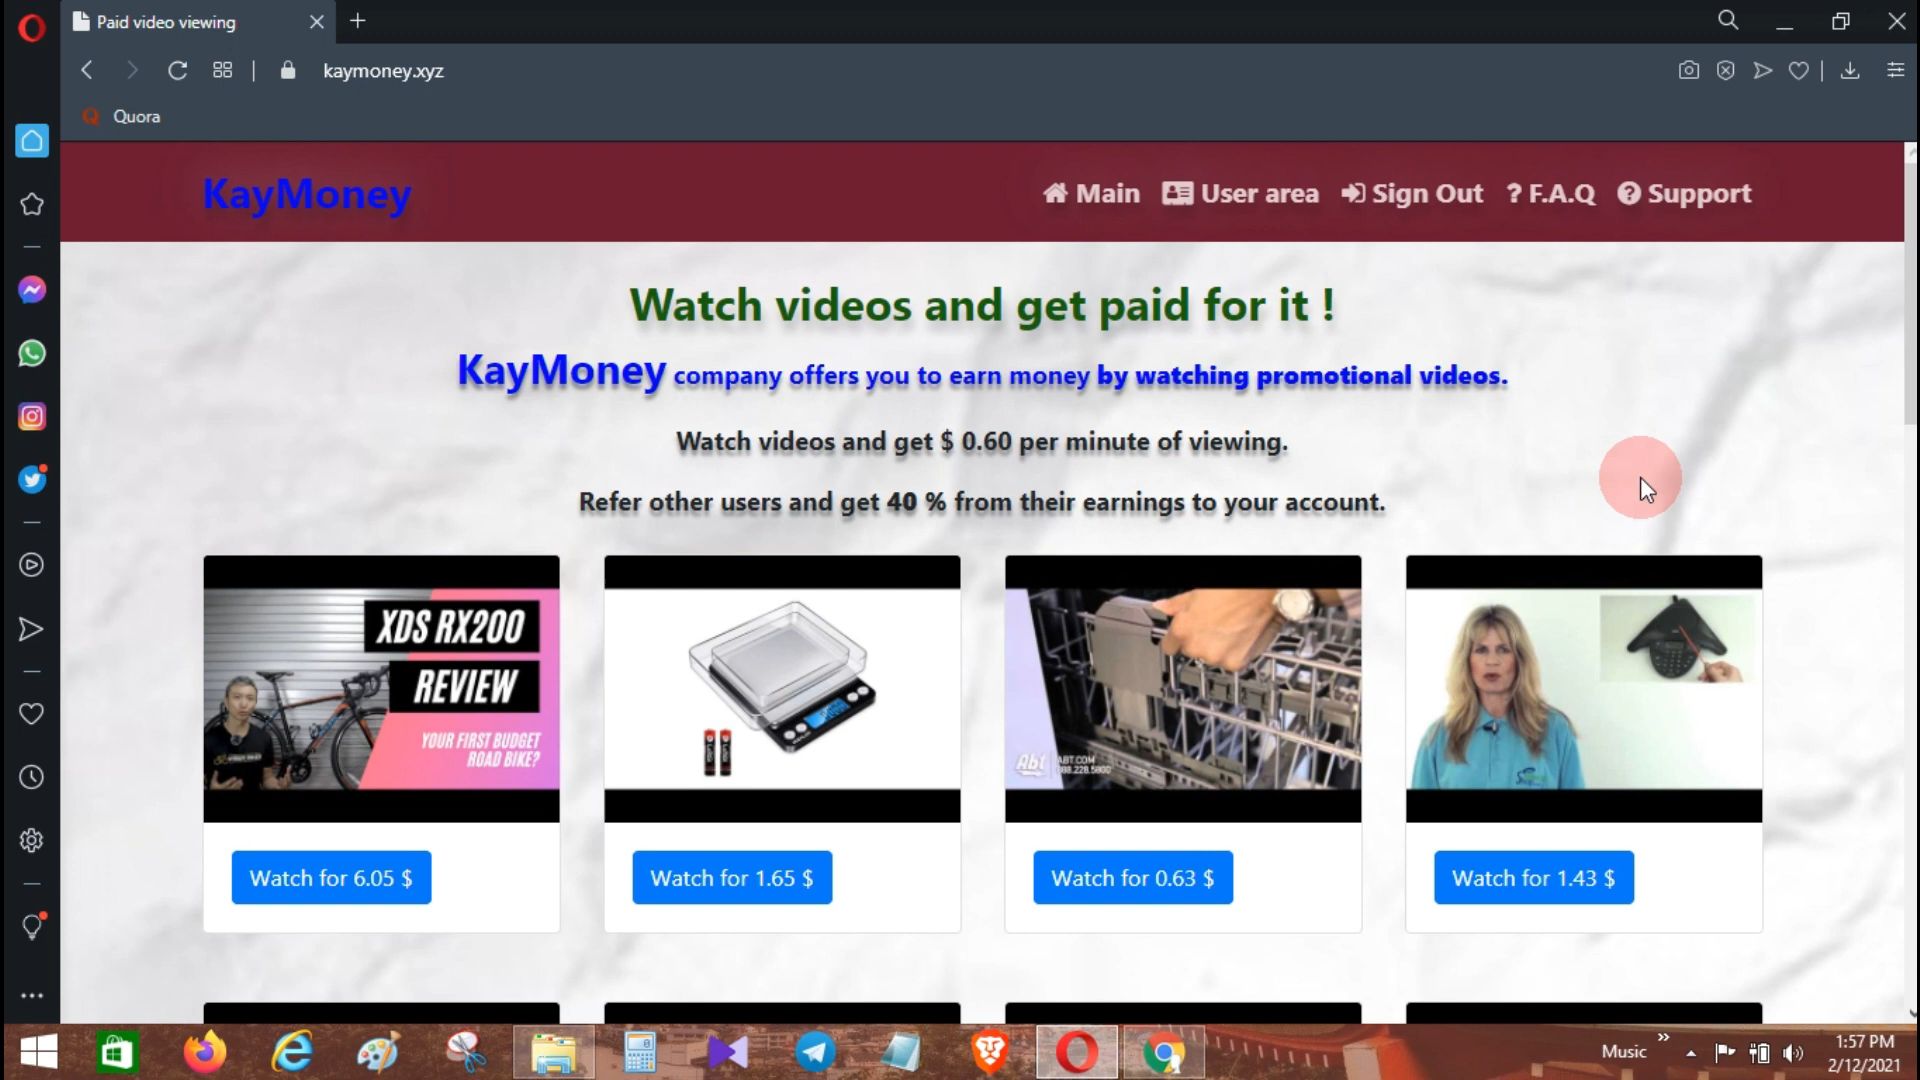 Paid video viewing
kaymoney.xyz
Quora
KayMoney
Main
User area
Sign Out
? F.A.Q
Support
Watch videos and get paid for it !
KayMoney company offers you to earn money by watching promotional videos.
Watch videos and get $ 0.60 per minute of viewing.
Refer other users and get 40 % from their earnings to your account.
XDS RX200
REVIEW
YOUR FIRST BUDGET
ROAD BIKE?
Abt
ABT.COM
Watch for 6.05 $
Watch for 1.65 $
Watch for 0.63 $
Watch for 1.43 $
Music
1:57 PM
2/12/2021